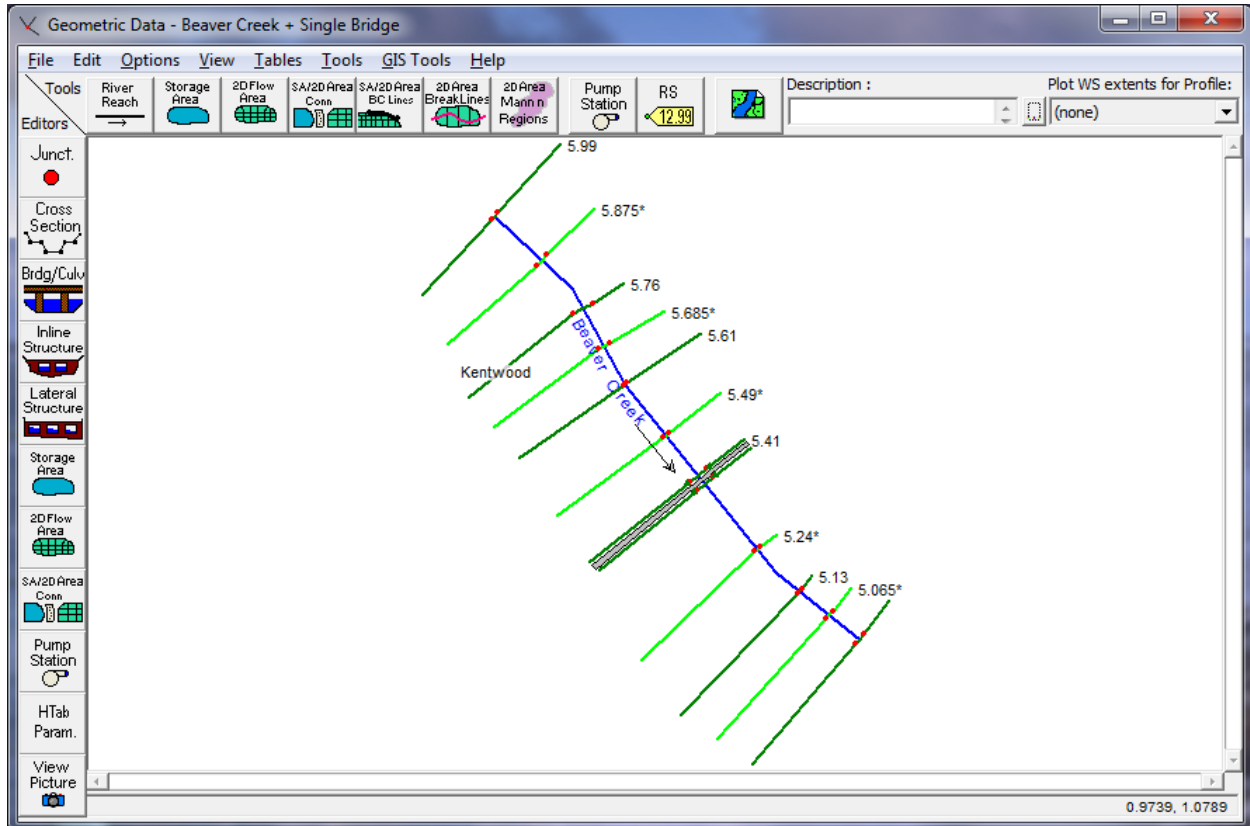 Geometric Data - Beaver Creek + Single Bridge
File Edit Options View Tables Tools GIS Tools Help
Tools
Editors
River
Reach
Storage
Area
2D Flow
Area
SA/2D Area
Conn
SA/2D Area
BC Lines
2D Area
BreakLines
2D Area
Mann n
Regions
Pump
Station
RS
12.99
Description :
Plot WS extents for Profile:
(none)
Junct.
Cross
Section
Brdg/Culv
Inline
Structure
Lateral
Structure
Storage
Area
2D Flow
Area
SA/2D Area
Conn
Pump
Station
HTab
Param.
View
Picture
5.99
5.875*
5.76
5.685*
5.61
Beaver Creek
Kentwood
5.49*
5.41
5.24*
5.13
5.065*
0.9739, 1.0789